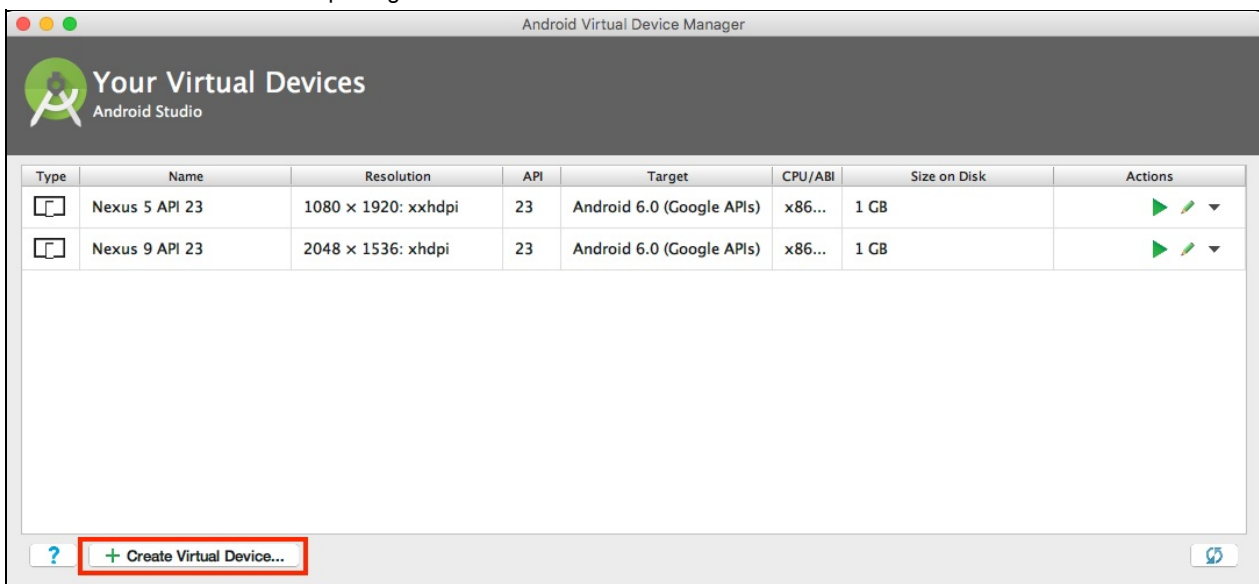 Android Virtual Device Manager
Your Virtual Devices
Android Studio
Type Name Resolution API Target CPU/ABI Size on Disk Actions
Nexus 5 API 23 1080 × 1920: xxhdpi 23 Android 6.0 (Google APIs) x86... 1 GB
Nexus 9 API 23 2048 × 1536: xhdpi 23 Android 6.0 (Google APIs) x86... 1 GB
? + Create Virtual Device...